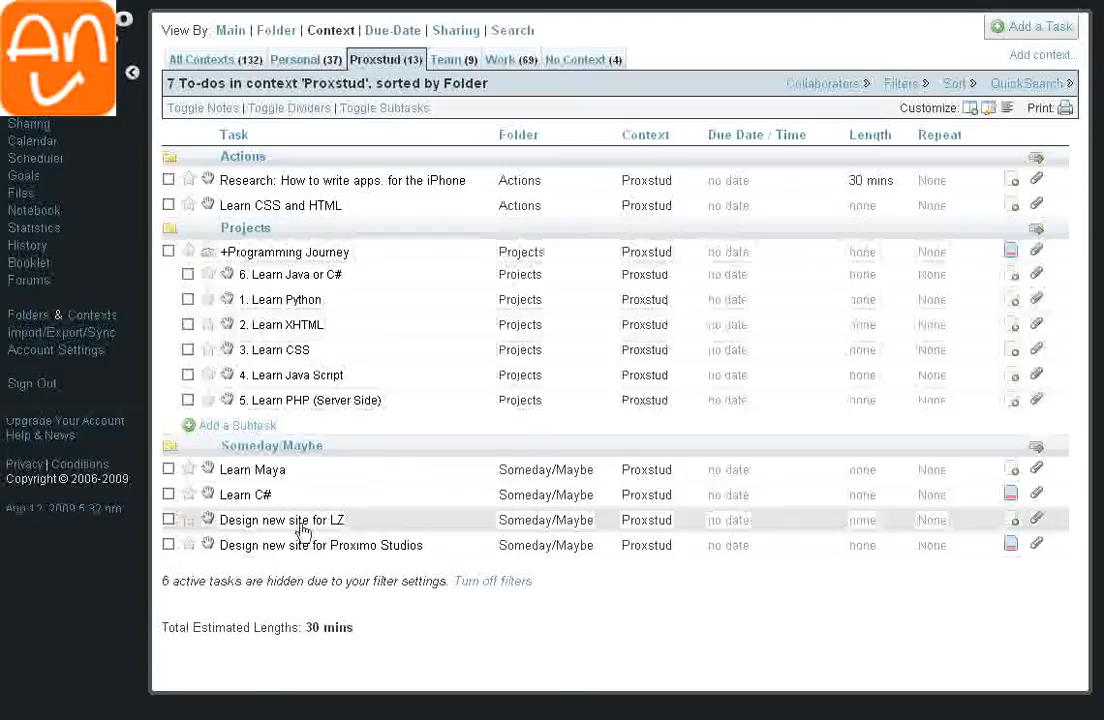 An
o
View By: Main | Folder | Context | Due-Date | Sharing | Search
Add a Task
Add context...
All Contexts (132) Personal (37) Proxstud (13) Team (9) Work (69) No Context (4)
7 To-dos in context 'Proxstud'. sorted by Folder
Collaborators Filters Sort QuickSearch
Toggle Notes | Toggle Dividers | Toggle Subtasks
Customize: Print:
Task Folder Context Due Date / Time Length Repeat
Actions
Research: How to write apps. for the iPhone Actions Proxstud no date 30 mins None
Learn CSS and HTML Actions Proxstud no date none None
Projects
+Programming Journey Projects Proxstud no date none None
6. Learn Java or C# Projects Proxstud no date none None
1. Learn Python Projects Proxstud no date none None
2. Learn XHTML Projects Proxstud no date none None
3. Learn CSS Projects Proxstud no date none None
4. Learn Java Script Projects Proxstud no date none None
5. Learn PHP (Server Side) Projects Proxstud no date none None
Add a Subtask
Someday/Maybe
Learn Maya Someday/Maybe Proxstud no date none None
Learn C# Someday/Maybe Proxstud no date none None
Design new site for LZ Someday/Maybe Proxstud no date none None
Design new site for Proximo Studios Someday/Maybe Proxstud no date none None
6 active tasks are hidden due to your filter settings. Turn off filters
Total Estimated Lengths: 30 mins
Sharing
Calendar
Scheduler
Goals
Files
Notebook
Statistics
History
Booklet
Forums
Folders & Contexts
Import/Export/Sync
Account Settings
Sign Out
Upgrade Your Account
Help & News
Privacy | Conditions
Copyright © 2006-2009
Aug 12, 2009 5:32 pm